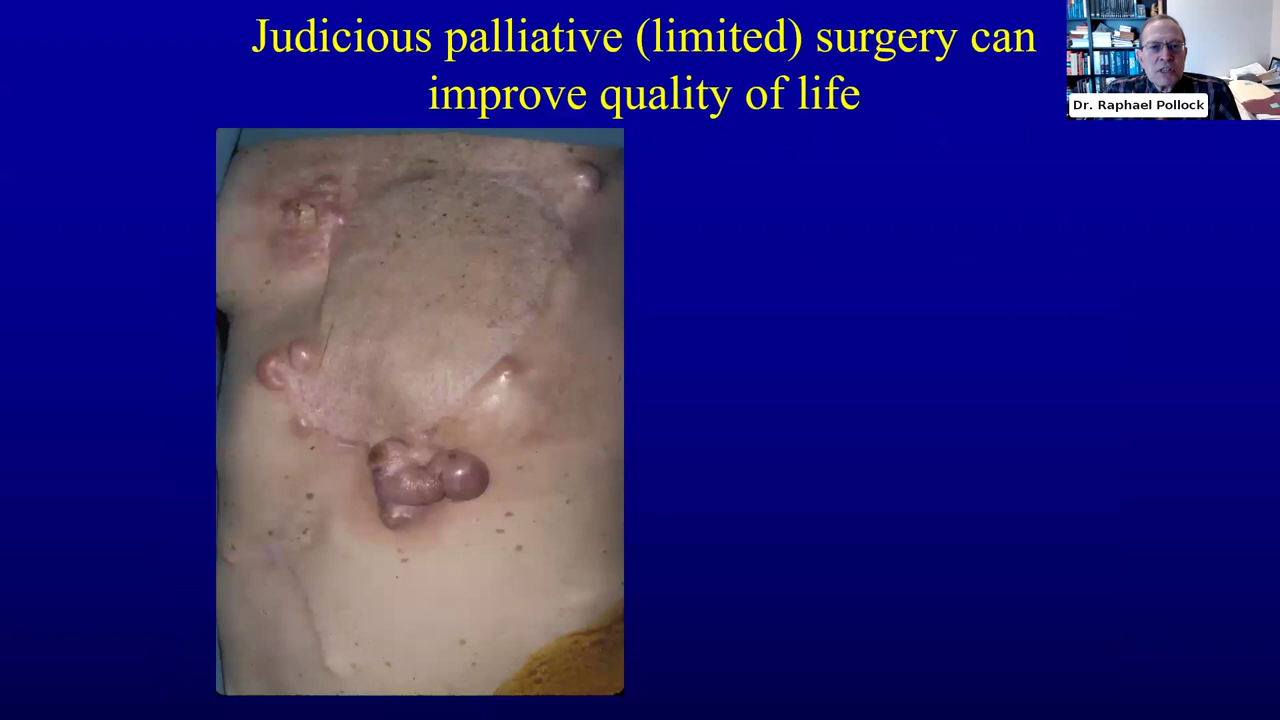 Judicious palliative (limited) surgery can
improve quality of life
Dr. Raphael Pollock